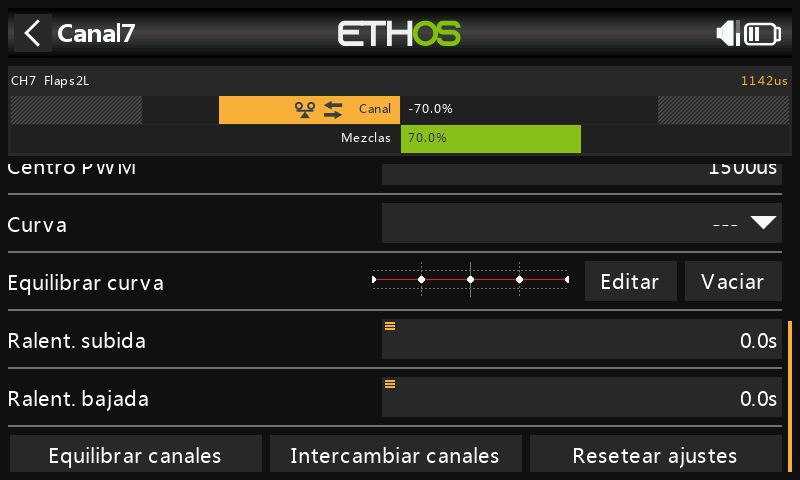 Canal7
ETHOS
CH7 Flaps2L
1142us
Canal
-70.0%
Mezclas
70.0%
Centro PWM
1500us
Curva
---
Equilibrar curva
Editar
Vaciar
Ralent. subida
0.0s
Ralent. bajada
0.0s
Equilibrar canales
Intercambiar canales
Resetear ajustes